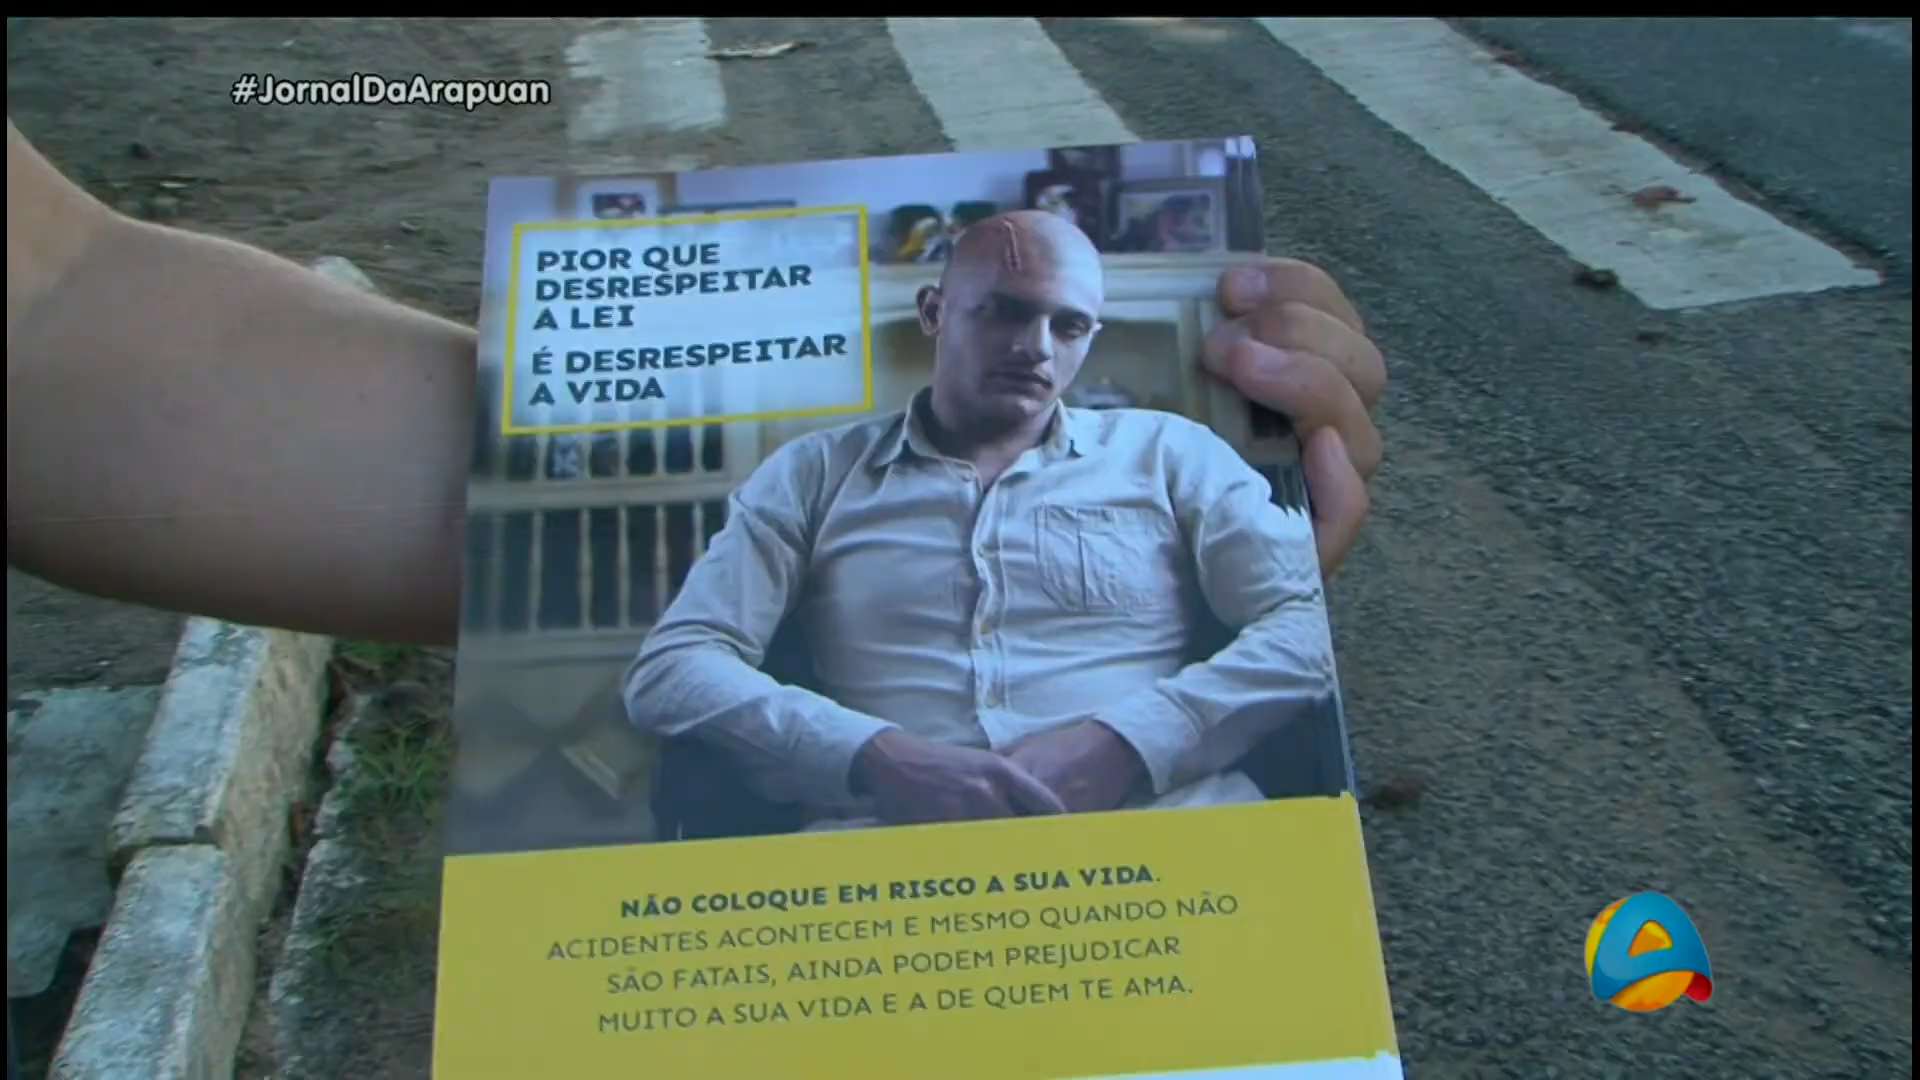 #JornalDaArapuan
PIOR QUE
DESRESPEITAR
A LEI
É DESRESPEITAR
A VIDA
NÃO COLOQUE EM RISCO A SUA VIDA.
ACIDENTES ACONTECEM E MESMO QUANDO NÃO
SÃO FATAIS, AINDA PODEM PREJUDICAR
MUITO A SUA VIDA E A DE QUEM TE AMA.